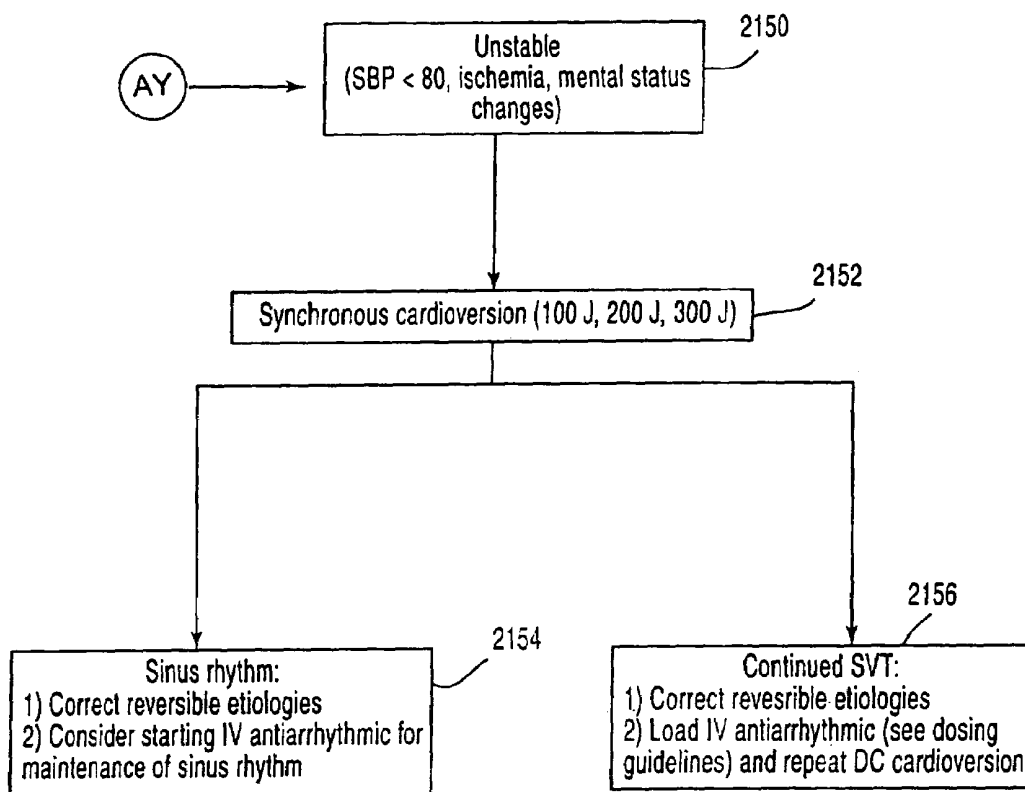 2150
Unstable
(SBP < 80, ischemia, mental status
changes)
AY
2152
Synchronous cardioversion (100 J, 200 J, 300 J)
2154
Sinus rhythm:
1) Correct reversible etiologies
2) Consider starting IV antiarrhythmic for
maintenance of sinus rhythm
2156
Continued SVT:
1) Correct revesrible etiologies
2) Load IV antiarrhythmic (see dosing
guidelines) and repeat DC cardioversion